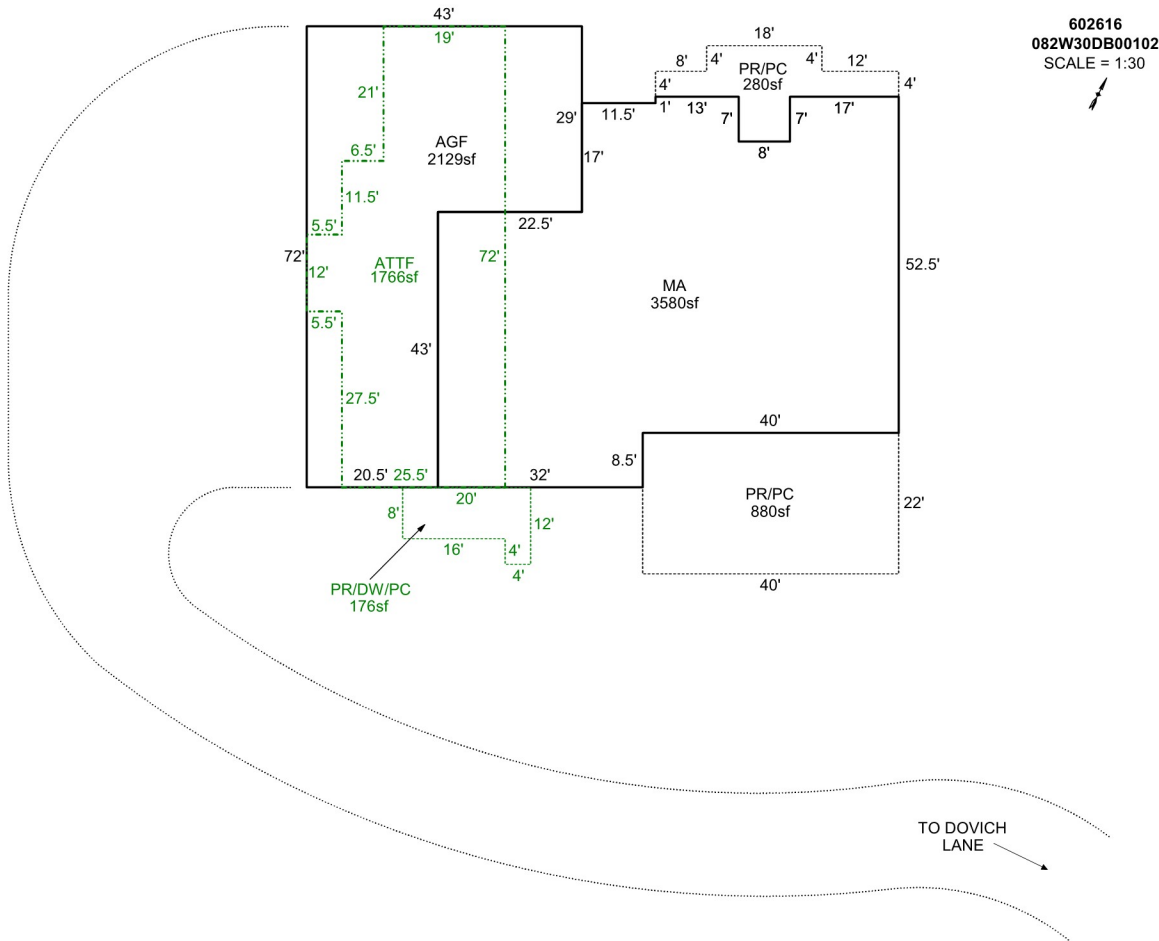 602616
082W30DB00102
SCALE = 1:30
43'
19'
18'
8'
4'
4'
12'
PR/PC
280sf
4'
4'
21'
29'
11.5'
1'
13'
7'
7'
17'
8'
AGF
2129sf
17'
6.5'
11.5'
5.5'
22.5'
72'
12'
ATTF
1766sf
72'
52.5'
MA
3580sf
5.5'
43'
27.5'
40'
8.5'
20.5'
25.5'
32'
20'
8'
12'
16'
4'
4'
PR/PC
880sf
22'
40'
PR/DW/PC
176sf
TO DOVICH
LANE